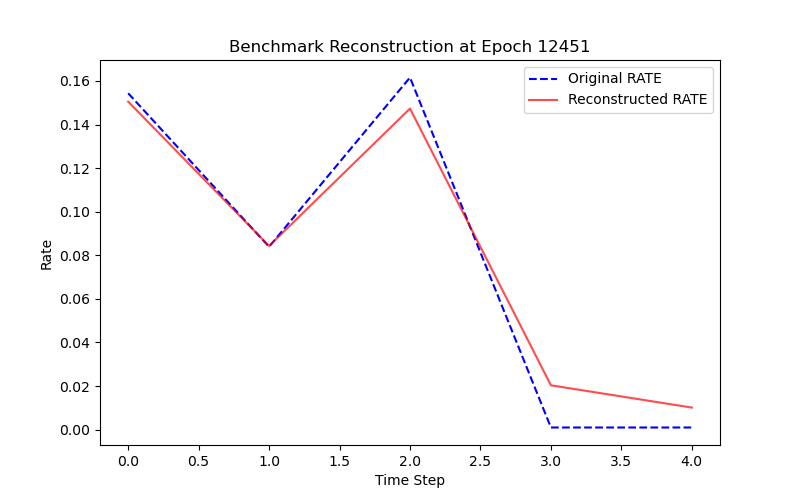 Benchmark Reconstruction at Epoch 12451
Original RATE
Reconstructed RATE
Rate
0.16
0.14
0.12
0.10
0.08
0.06
0.04
0.02
0.00
0.0 0.5 1.0 1.5 2.0 2.5 3.0 3.5 4.0
Time Step